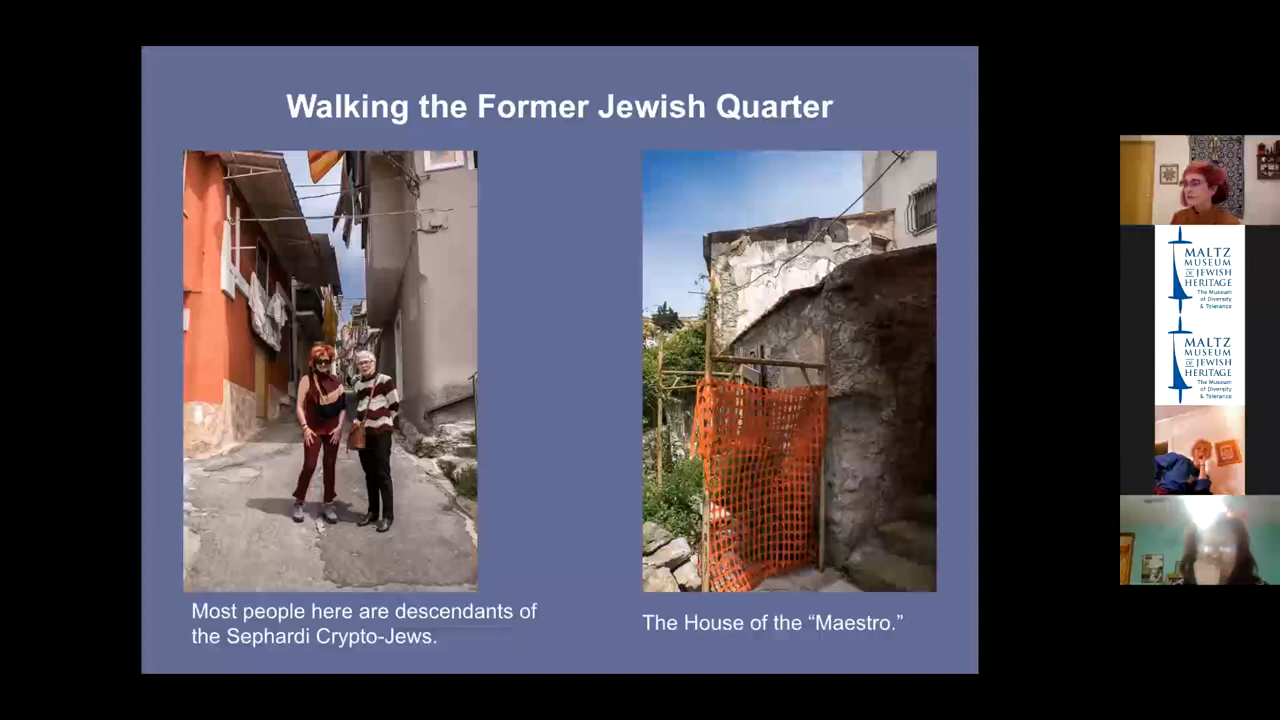 Walking the Former Jewish Quarter
Most people here are descendants of
the Sephardi Crypto-Jews.
The House of the “Maestro.”
MALTZ
MUSEUM
OF JEWISH
HERITAGE
The Museum
of Diversity
& Tolerance
MALTZ
MUSEUM
OF JEWISH
HERITAGE
The Museum
of Diversity
& Tolerance